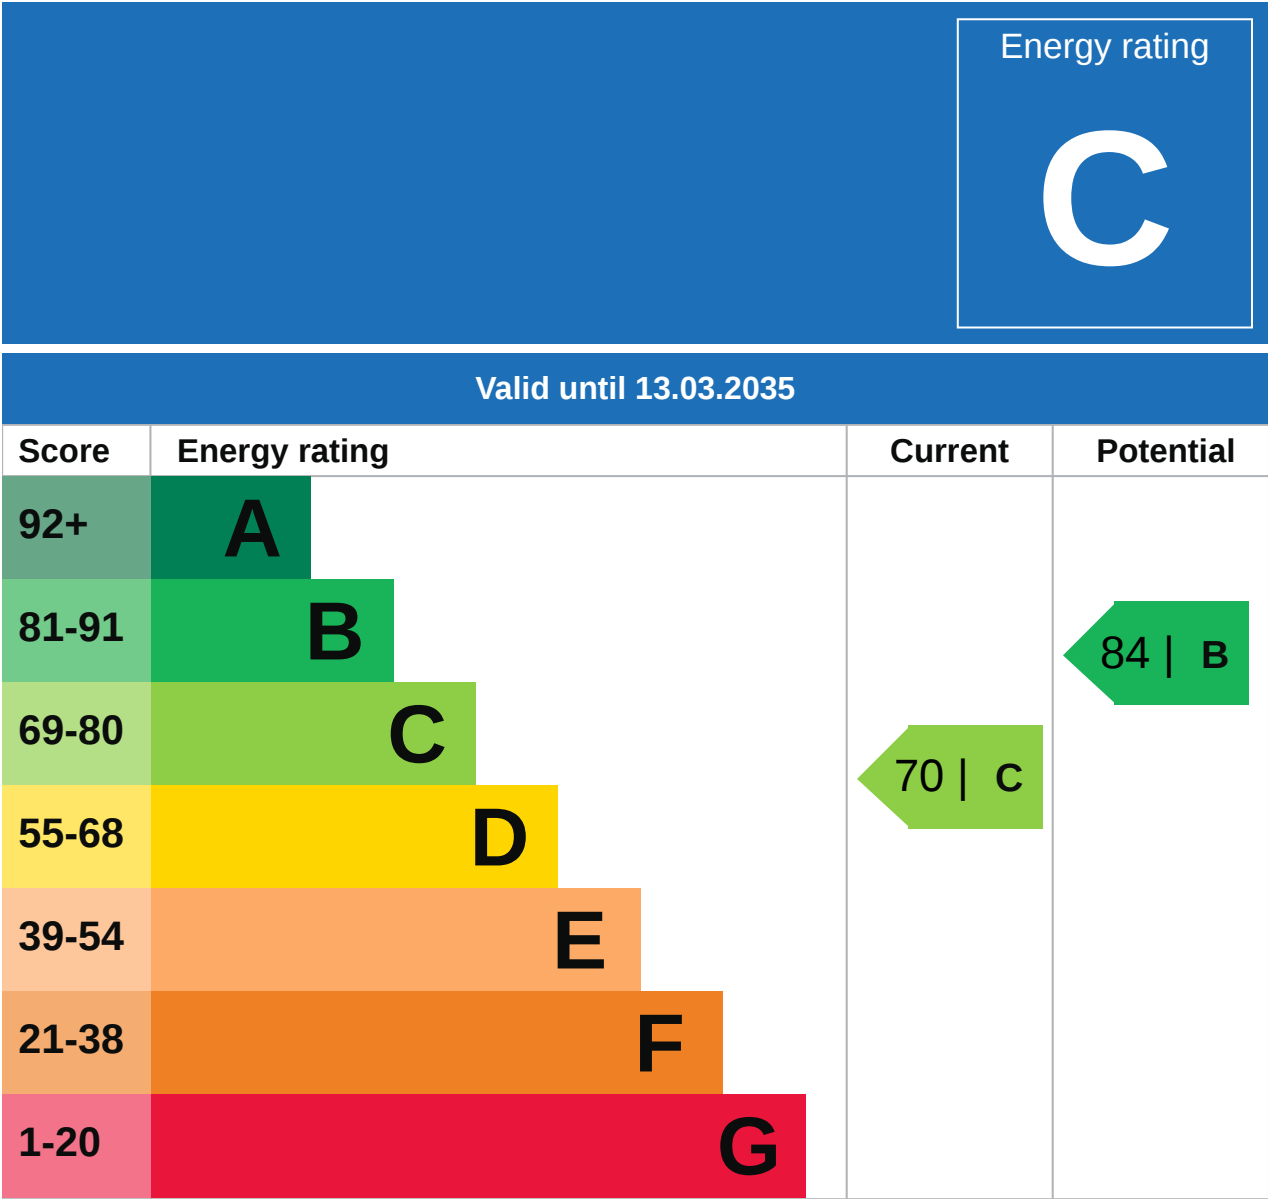 Energy rating
C
Valid until 13.03.2035
Score Energy rating Current Potential
92+ A
81-91 B 84 | B
69-80 C 70 | C
55-68 D
39-54 E
21-38 F
1-20 G